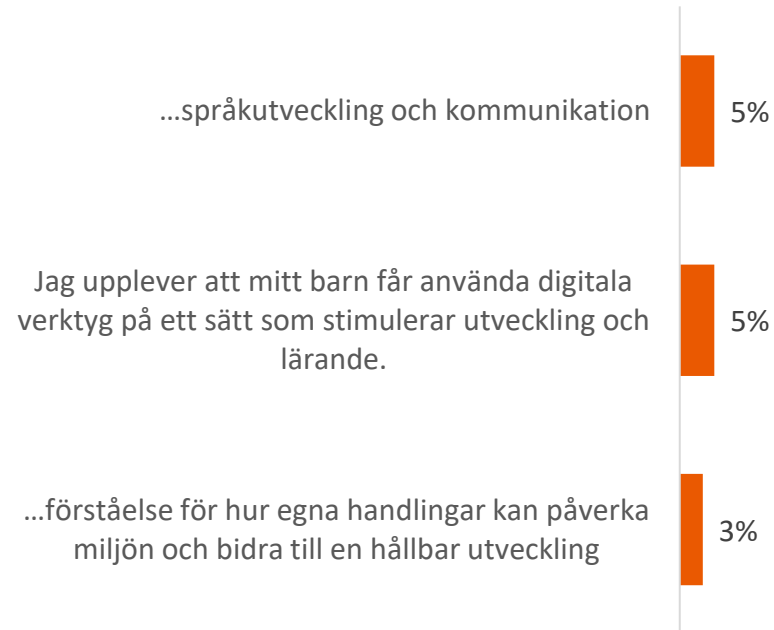 …språkutveckling och kommunikation
5%
Jag upplever att mitt barn får använda digitala
verktyg på ett sätt som stimulerar utveckling och
lärande.
5%
…förståelse för hur egna handlingar kan påverka
miljön och bidra till en hållbar utveckling
3%